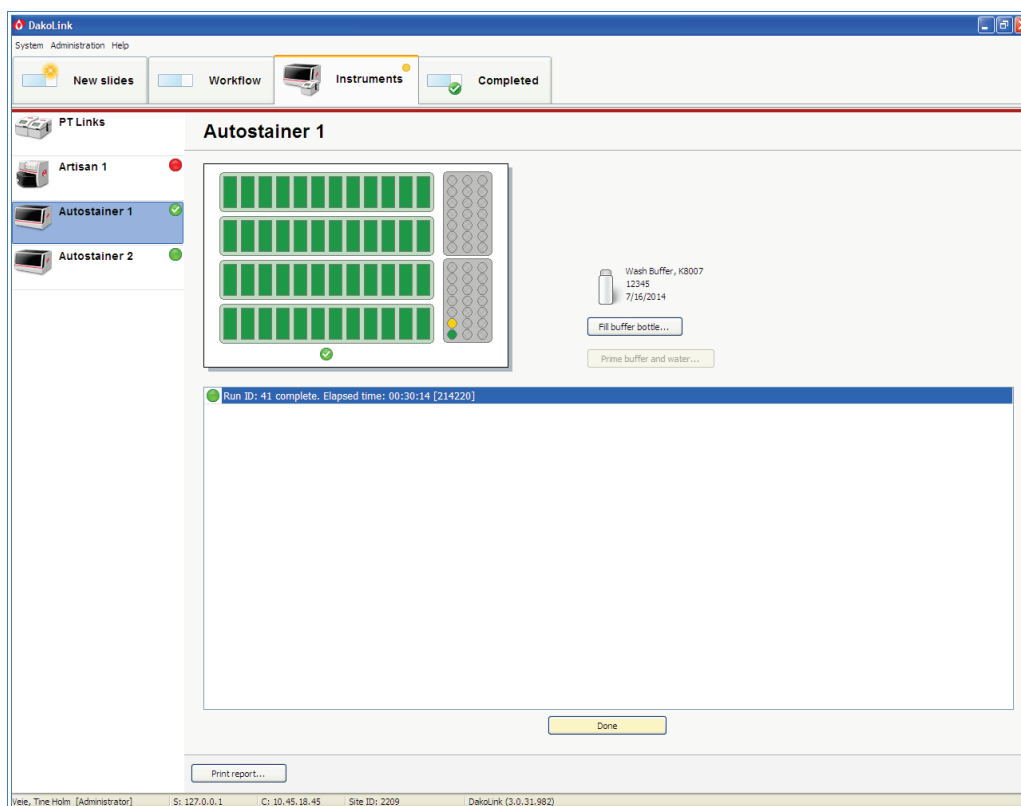 DakoLink
System Administration Help
New slides
Workflow
Instruments
Completed
PT Links
Artisan 1
Autostainer 1
Autostainer 2
Autostainer 1
Wash Buffer, K8007
12345
7/16/2014
Fill buffer bottle...
Prime buffer and water...
Run ID: 41 complete. Elapsed time: 00:30:14 [214220]
Done
Print report...
Veie, Tine Holm [Administrator] S: 127.0.0.1 C: 10.45.18.45 Site ID: 2209 DakoLink (3.0.31.982)